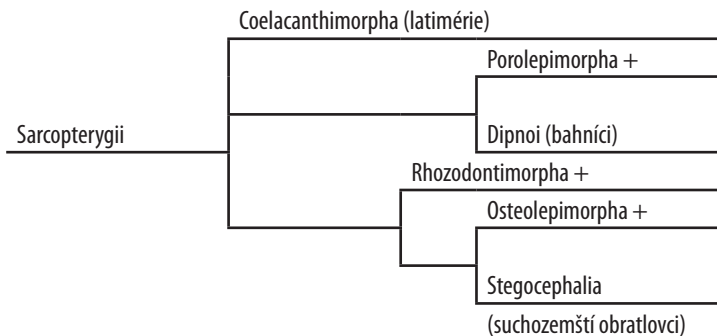 Coelacanthimorpha (latimérie)
Porolepimorpha +
Sarcopterygii
Dipnoi (bahníci)
Rhozodontimorpha +
Osteolepimorpha +
Stegocephalia
(suchozemští obratlovci)